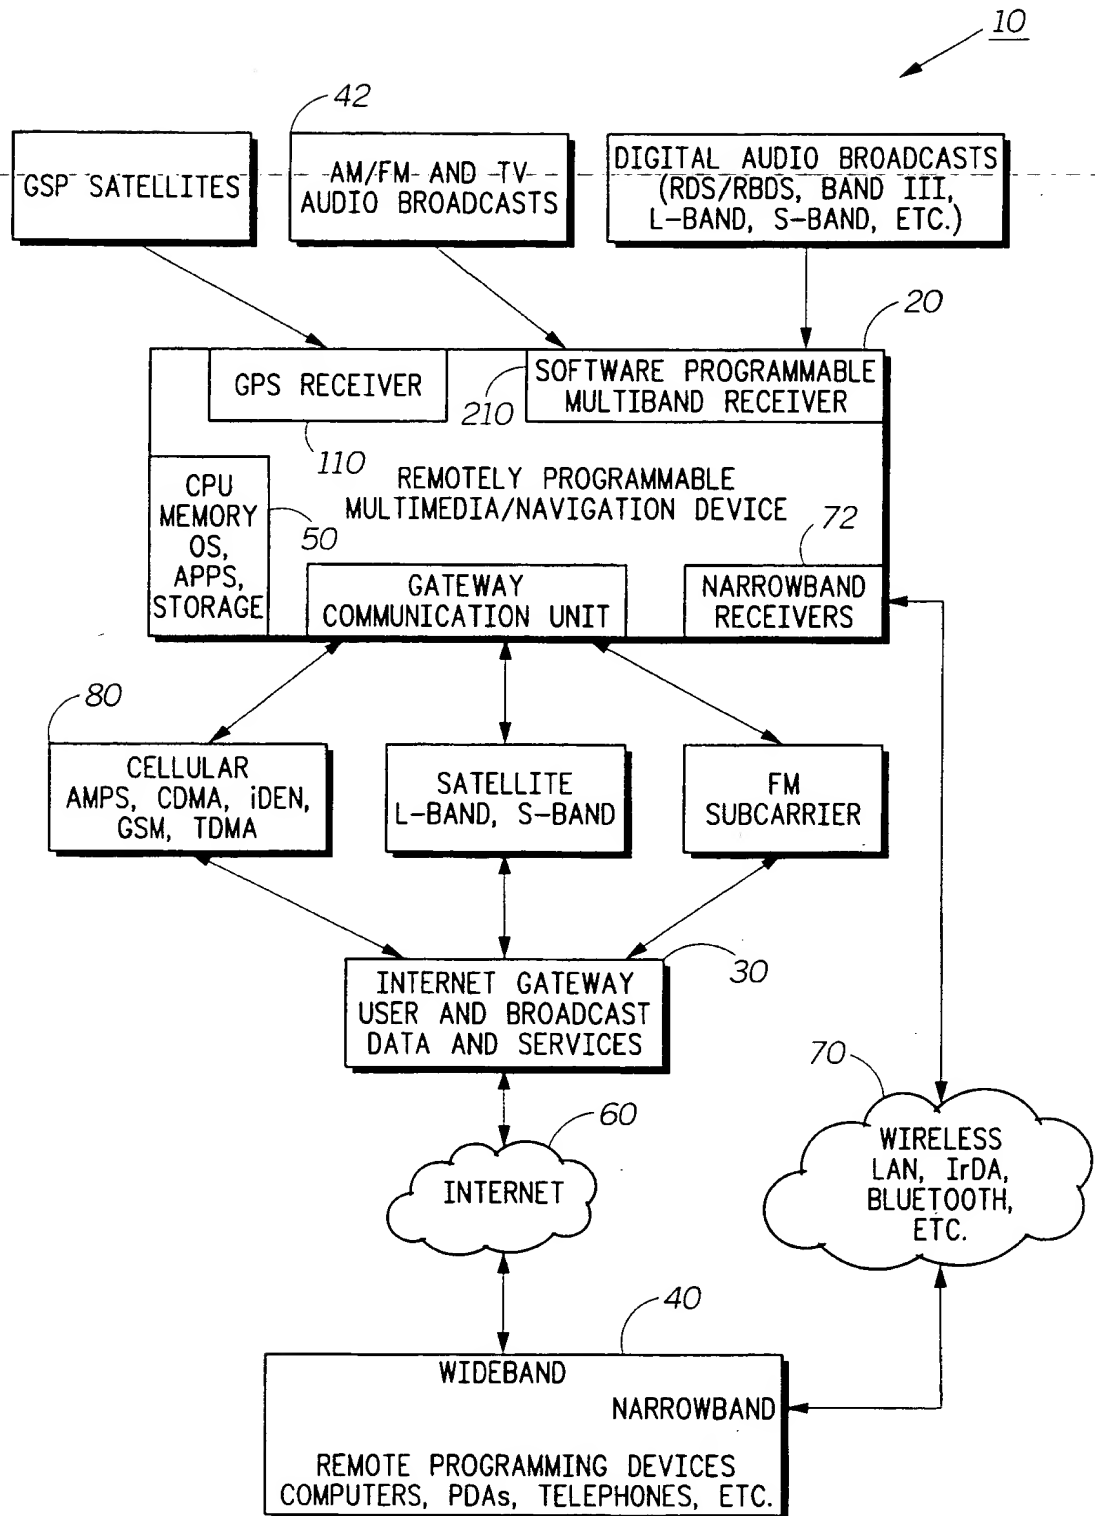 10
42
GSP SATELLITES
AM/FM AND TV
AUDIO BROADCASTS
DIGITAL AUDIO BROADCASTS
(RDS/RBDS, BAND III,
L-BAND, S-BAND, ETC.)
20
GPS RECEIVER
SOFTWARE PROGRAMMABLE
MULTIBAND RECEIVER
210
110
REMOTELY PROGRAMMABLE
MULTIMEDIA/NAVIGATION DEVICE
CPU
MEMORY
OS,
APPS,
STORAGE
50
72
GATEWAY
COMMUNICATION UNIT
NARROWBAND
RECEIVERS
80
CELLULAR
AMPS, CDMA, iDEN,
GSM, TDMA
SATELLITE
L-BAND, S-BAND
FM
SUBCARRIER
30
INTERNET GATEWAY
USER AND BROADCAST
DATA AND SERVICES
70
60
INTERNET
WIRELESS
LAN, IrDA,
BLUETOOTH,
ETC.
40
WIDEBAND
NARROWBAND
REMOTE PROGRAMMING DEVICES
COMPUTERS, PDAs, TELEPHONES, ETC.